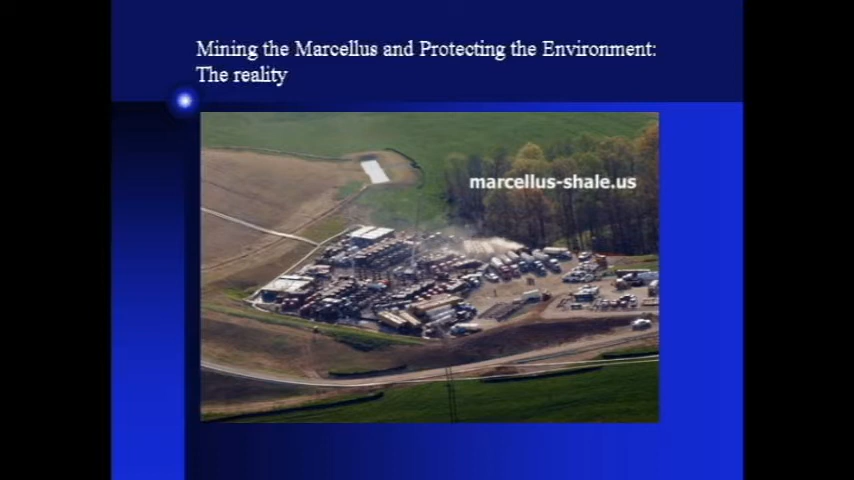 Mining the Marcellus and Protecting the Environment:
The reality
marcellus-shale.us